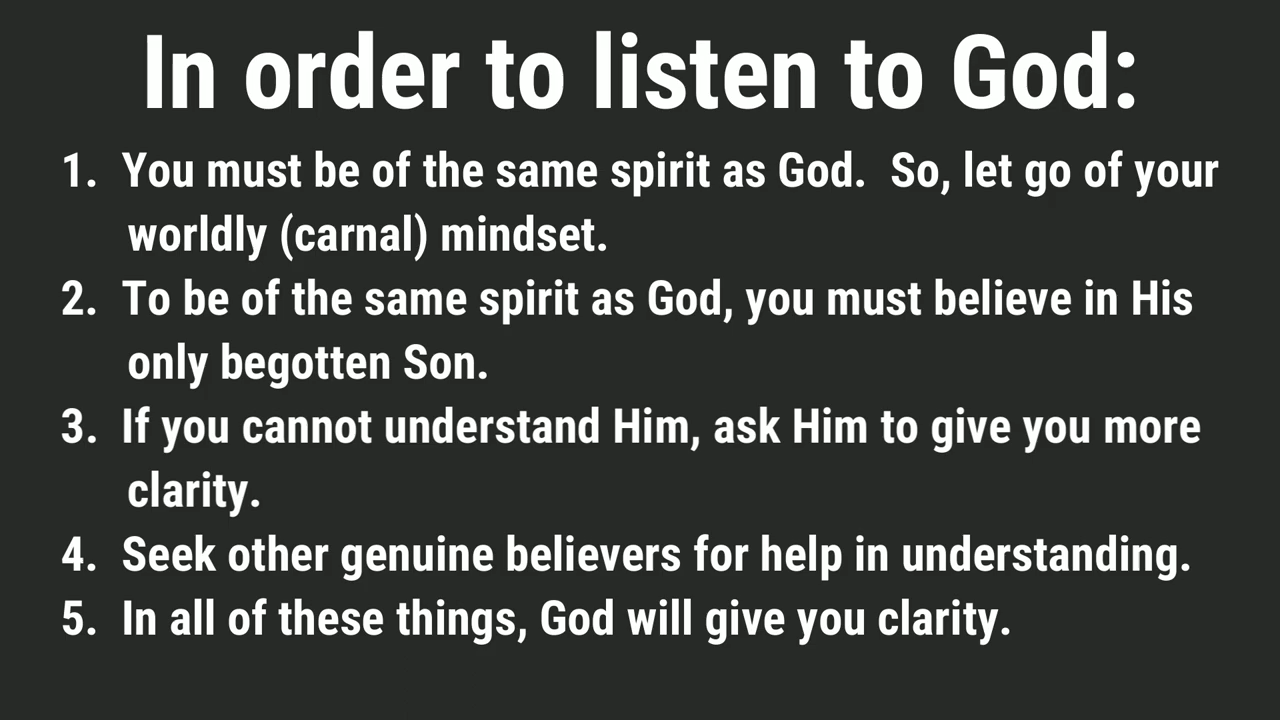 In order to listen to God:
1. You must be of the same spirit as God.  So, let go of your
worldly (carnal) mindset.
2. To be of the same spirit as God, you must believe in His
only begotten Son.
3. If you cannot understand Him, ask Him to give you more
clarity.
4. Seek other genuine believers for help in understanding.
5. In all of these things, God will give you clarity.